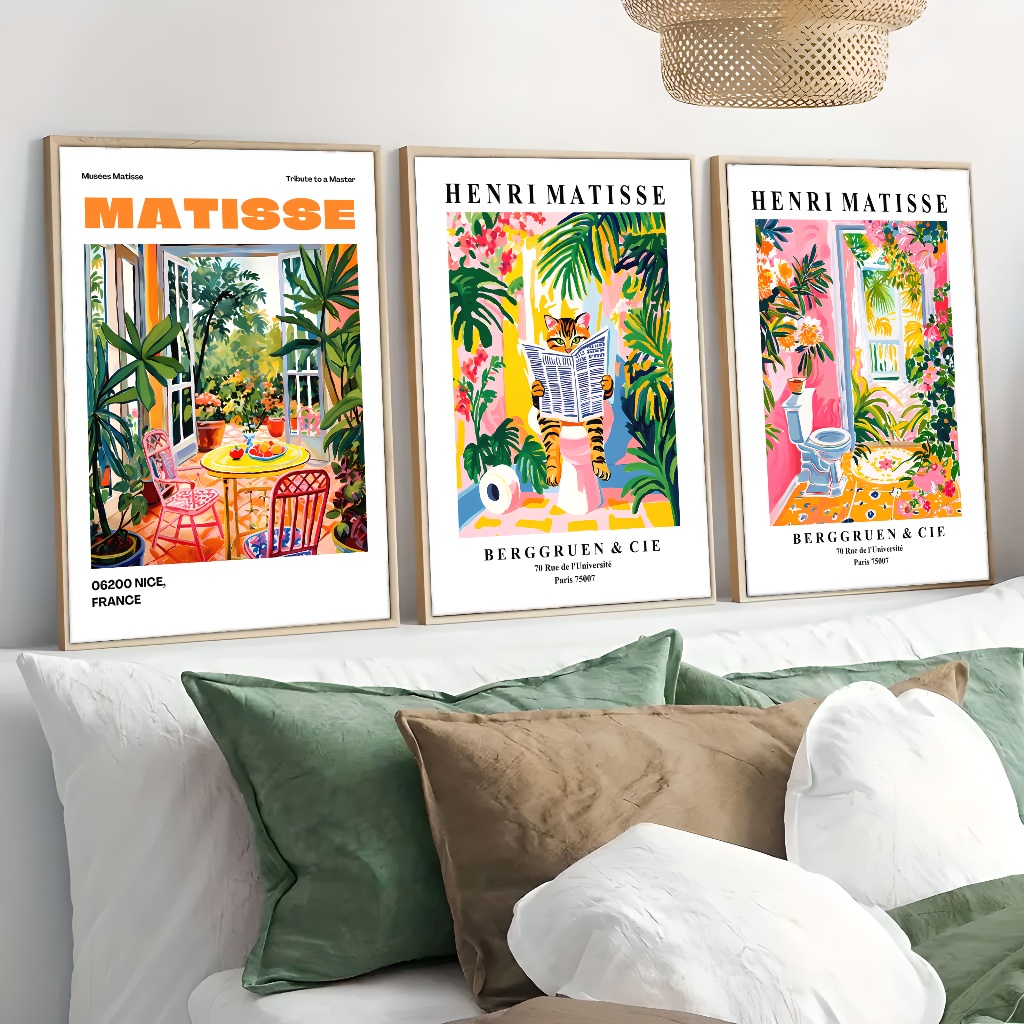 Musées Matisse
Tribute to a Master
MATISSE
06200 NICE,
FRANCE
HENRI MATISSE
BERGGRUEN & CIE
70 Rue de l'Université
Paris 75007
HENRI MATISSE
BERGGRUEN & CIE
70 Rue de l'Université
Paris 75007